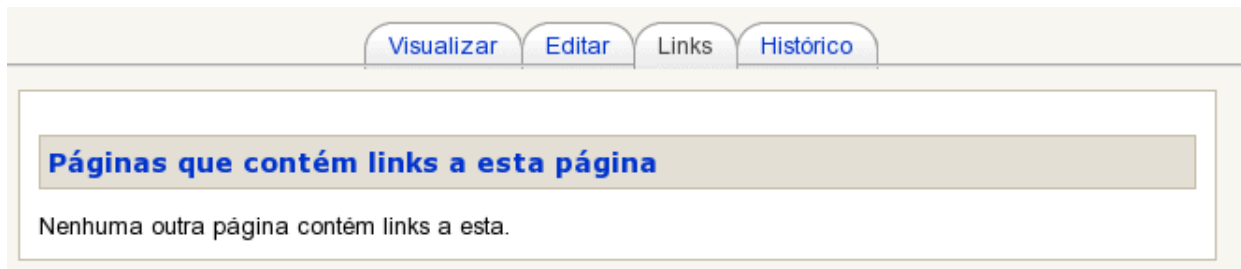 Visualizar Editar Links Histórico
Páginas que contém links a esta página
Nenhuma outra página contém links a esta.